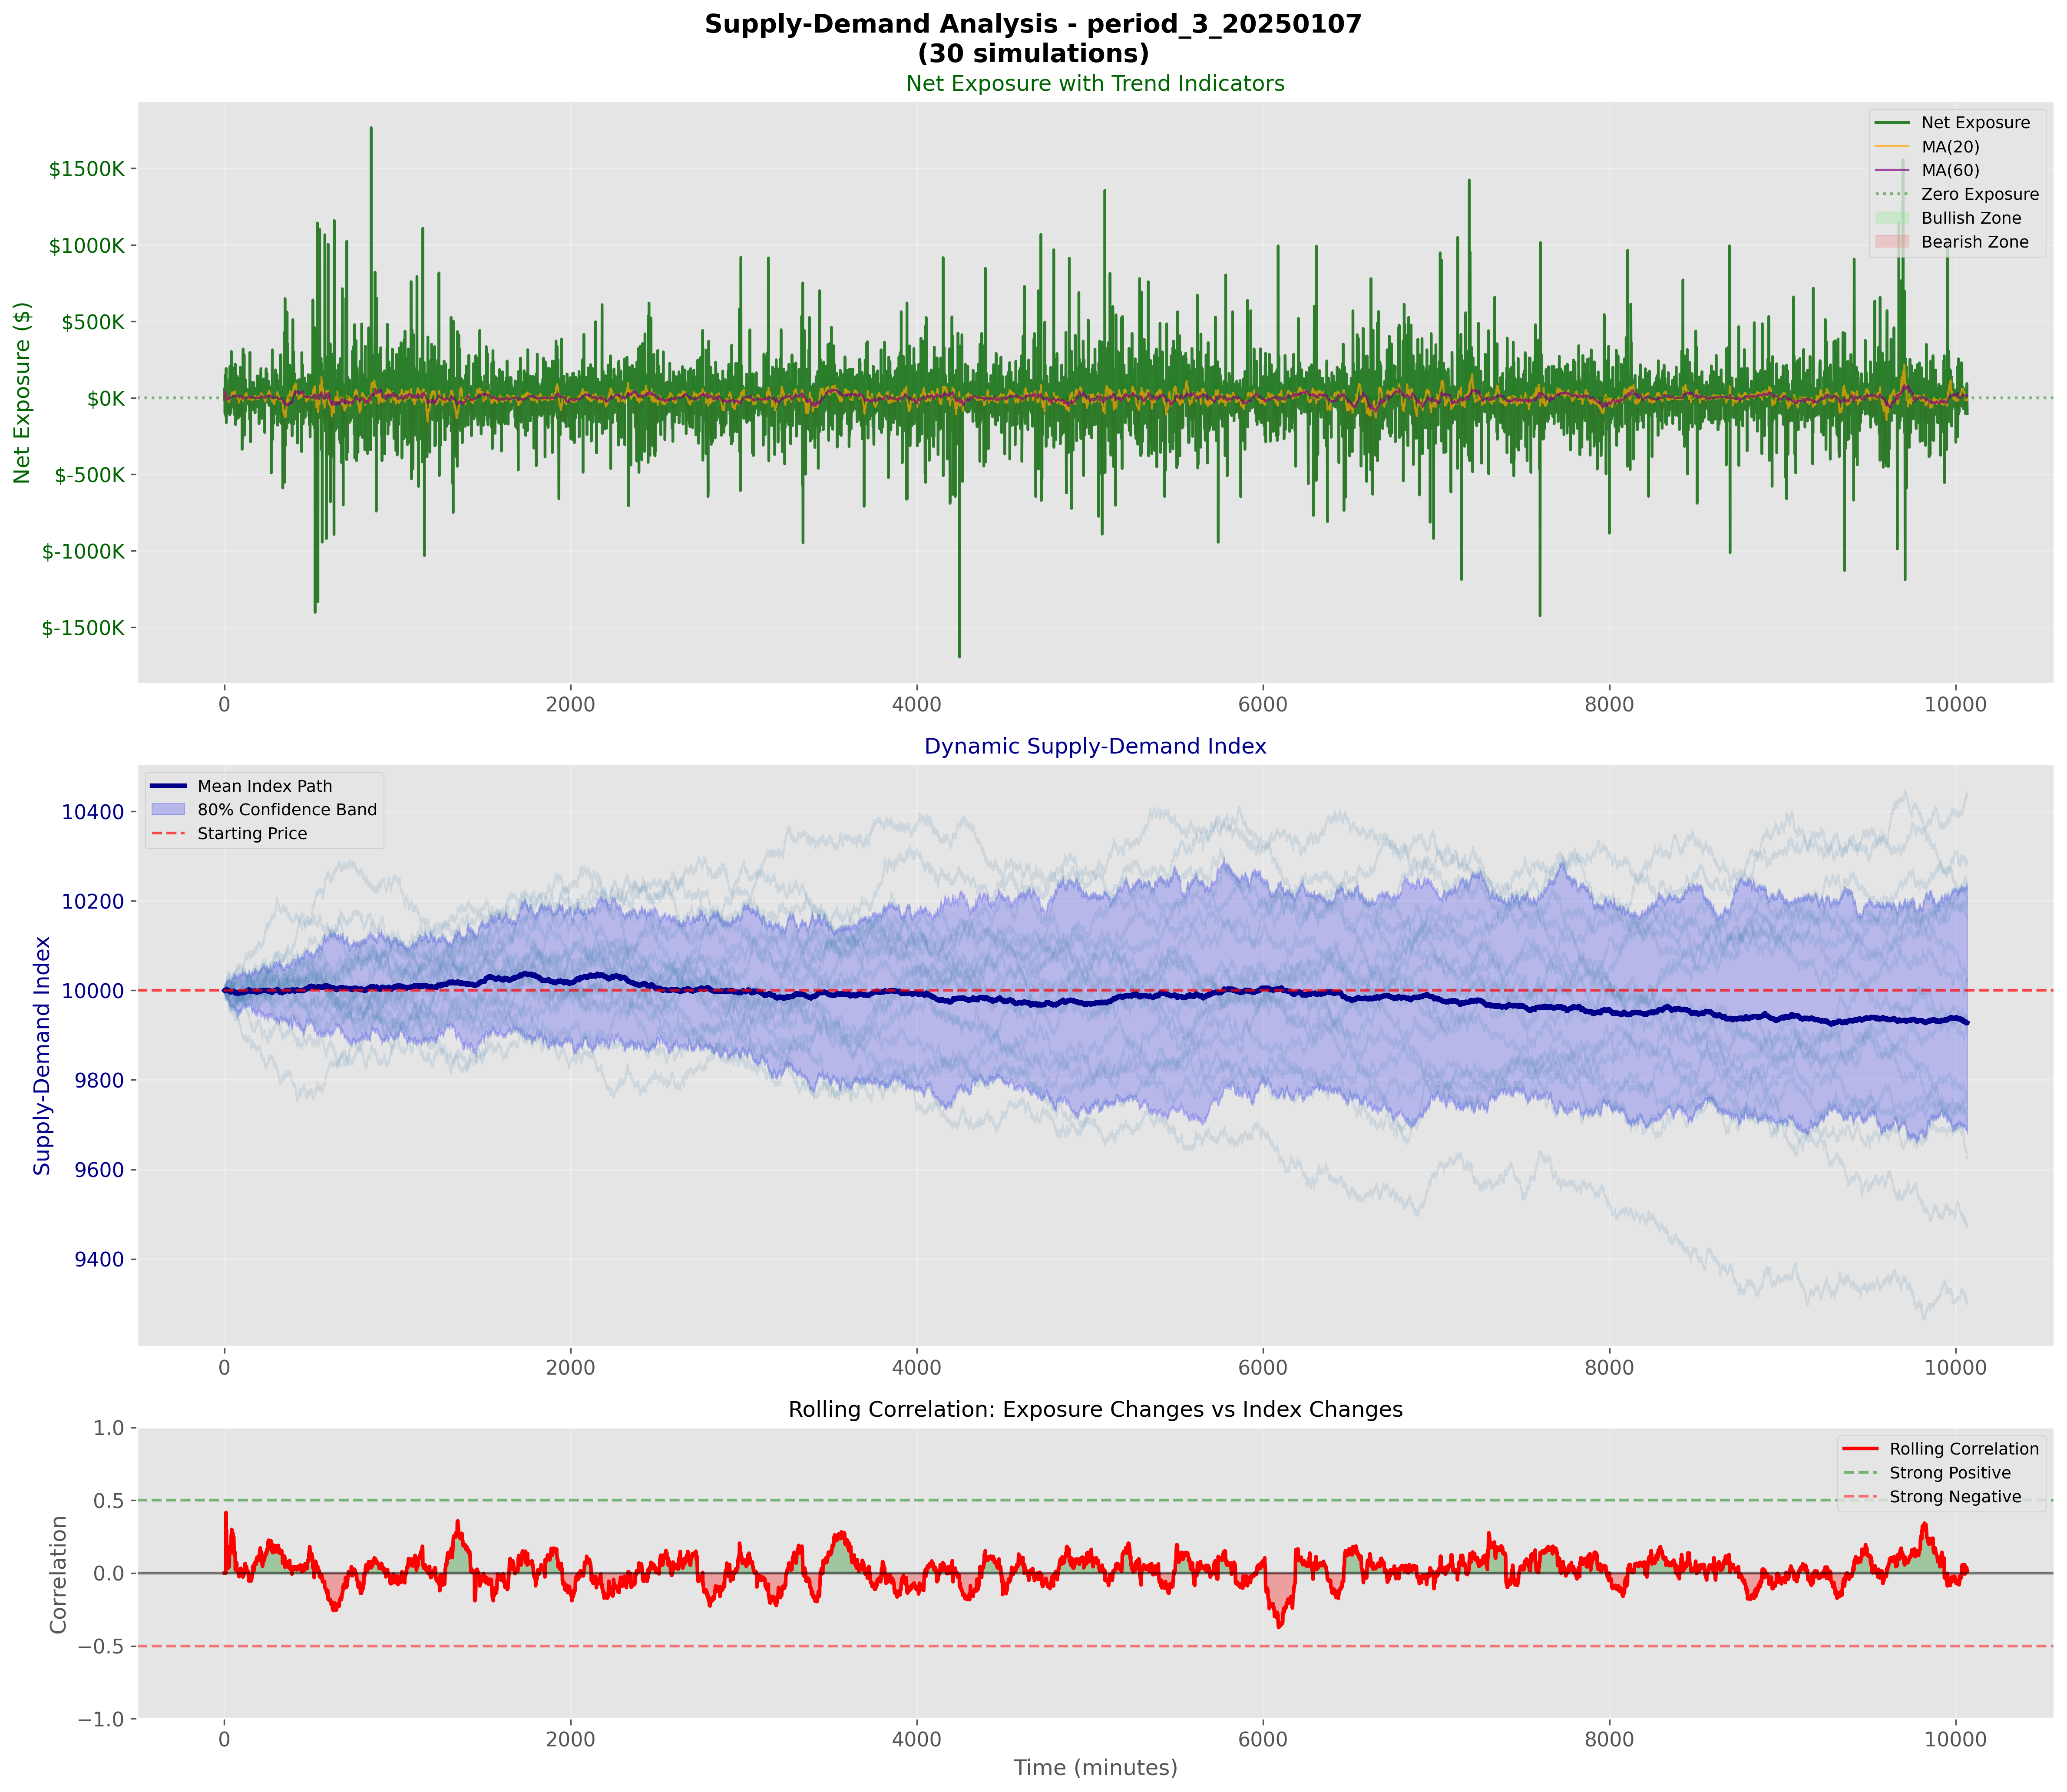 Supply-Demand Analysis - period_3_20250107
(30 simulations)
Net Exposure with Trend Indicators
Net Exposure ($)
$1500K
$1000K
$500K
$0K
$-500K
$-1000K
$-1500K
Net Exposure
MA(20)
MA(60)
Zero Exposure
Bullish Zone
Bearish Zone
0
2000
4000
6000
8000
10000
Dynamic Supply-Demand Index
Supply-Demand Index
10400
10200
10000
9800
9600
9400
Mean Index Path
80% Confidence Band
Starting Price
0
2000
4000
6000
8000
10000
Rolling Correlation: Exposure Changes vs Index Changes
Correlation
1.0
0.5
0.0
−0.5
−1.0
Rolling Correlation
Strong Positive
Strong Negative
0
2000
4000
6000
8000
10000
Time (minutes)